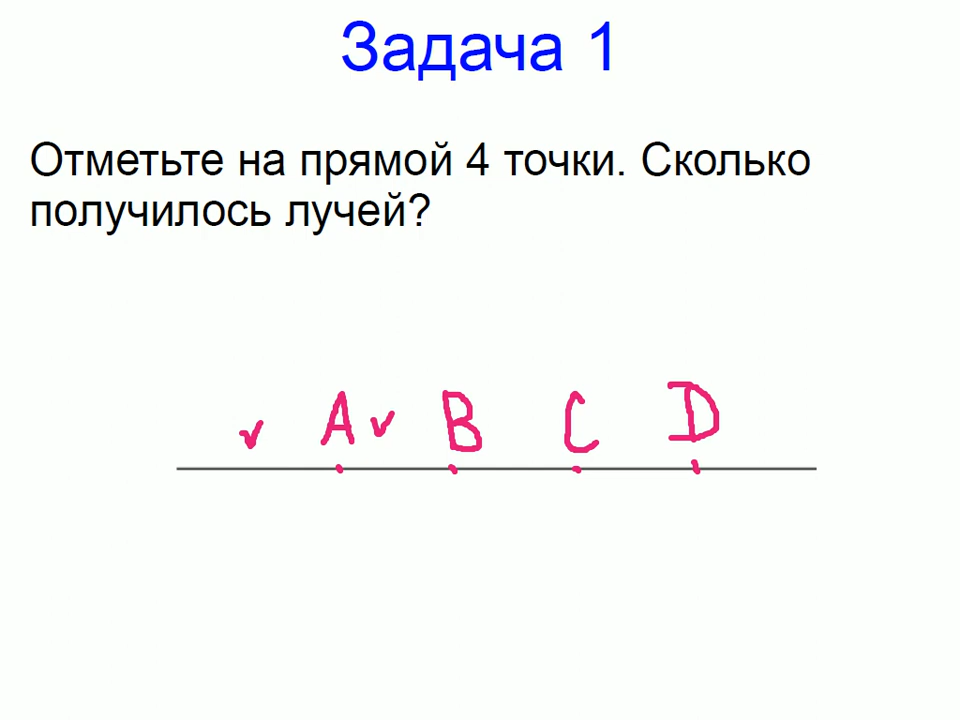 Задача 1
Отметьте на прямой 4 точки. Сколько
получилось лучей?
A B C D